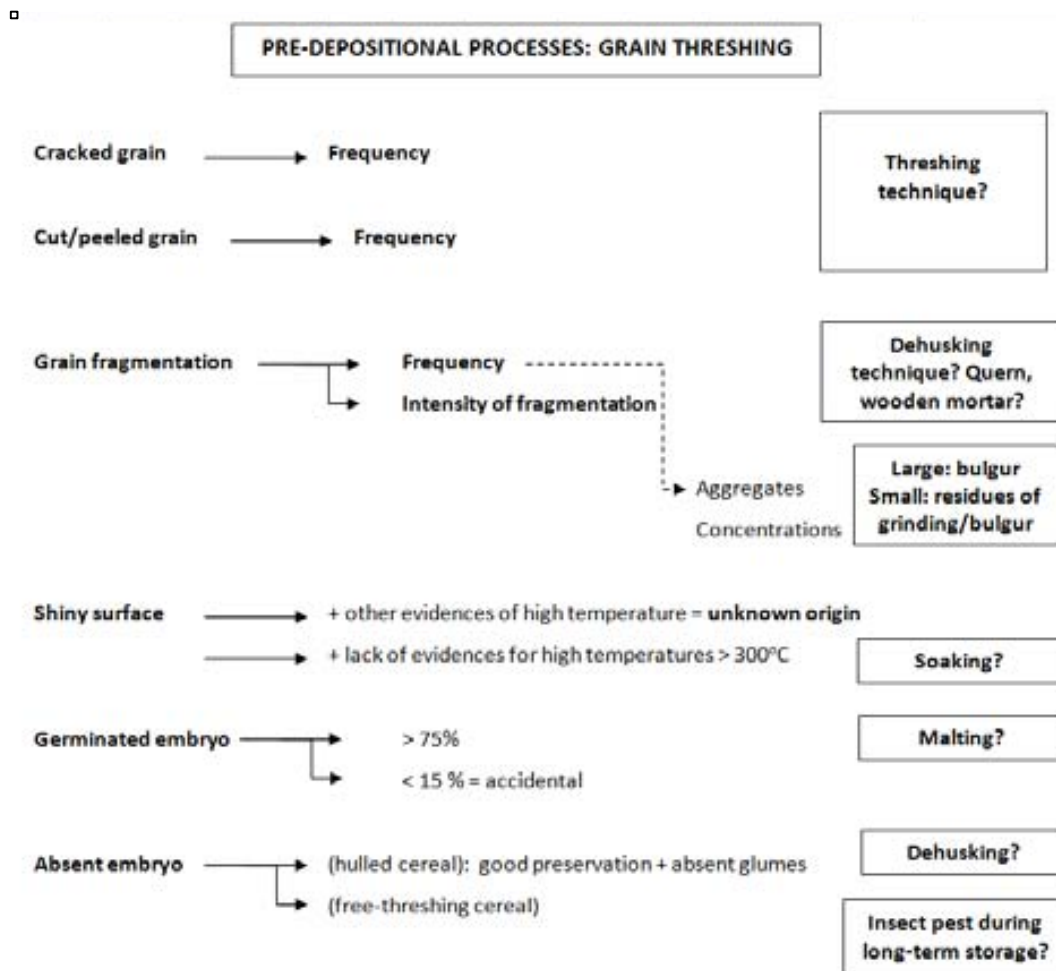 PRE-DEPOSITIONAL PROCESSES: GRAIN THRESHING
Cracked grain
Frequency
Threshing
technique?
Cut/peeled grain
Frequency
Grain fragmentation
Frequency
Intensity of fragmentation
Dehusking
technique? Quern,
wooden mortar?
Aggregates
Concentrations
Large: bulgur
Small: residues of
grinding/bulgur
Shiny surface
+ other evidences of high temperature = unknown origin
+ lack of evidences for high temperatures > 300°C
Soaking?
Germinated embryo
> 75%
Malting?
< 15 % = accidental
Absent embryo
(hulled cereal): good preservation + absent glumes
Dehusking?
(free-threshing cereal)
Insect pest during
long-term storage?